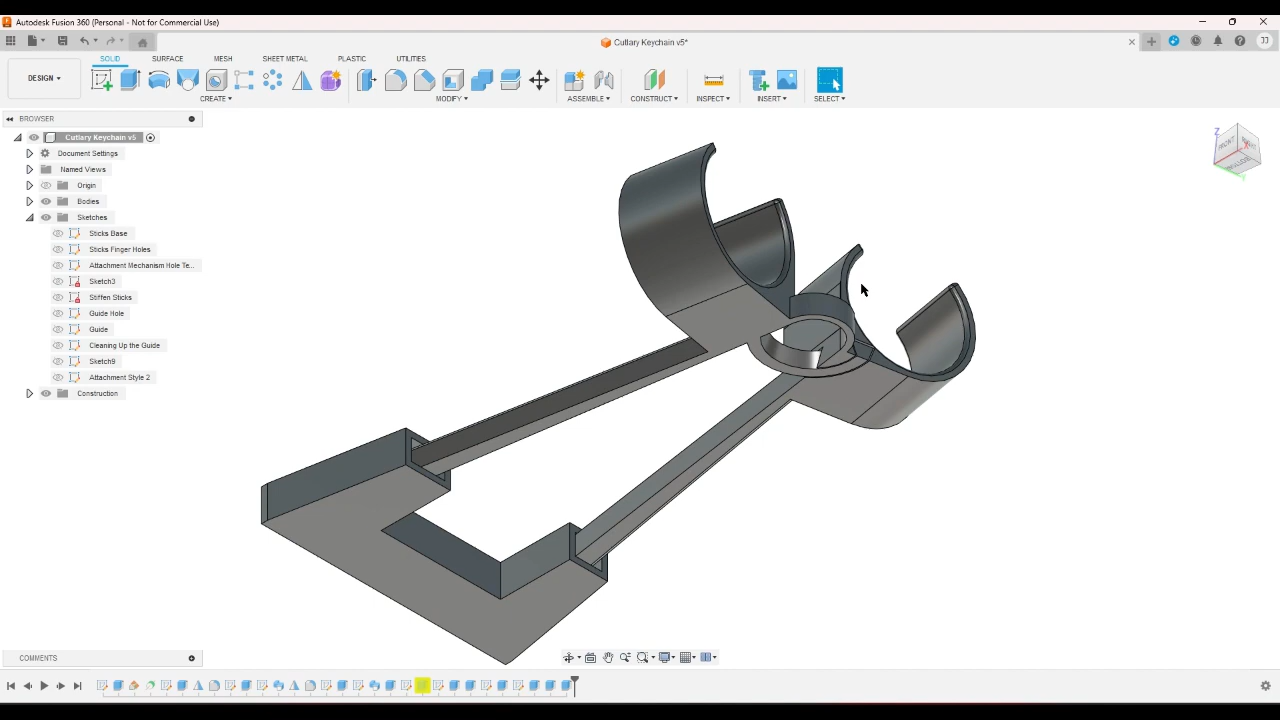 Autodesk Fusion 360 (Personal - Not for Commercial Use)
Cutlary Keychain v5*
JJ
SOLID SURFACE MESH SHEET METAL PLASTIC UTILITIES
DESIGN
CREATE MODIFY ASSEMBLE CONSTRUCT INSPECT INSERT SELECT
BROWSER
Cutlary Keychain v5
Document Settings
Named Views
Origin
Bodies
Sketches
Sticks Base
Sticks Finger Holes
Attachment Mechanism Hole Te...
Sketch3
Stiffen Sticks
Guide Hole
Guide
Cleaning Up the Guide
Sketch9
Attachment Style 2
Construction
Z
FRONT
COMMENTS